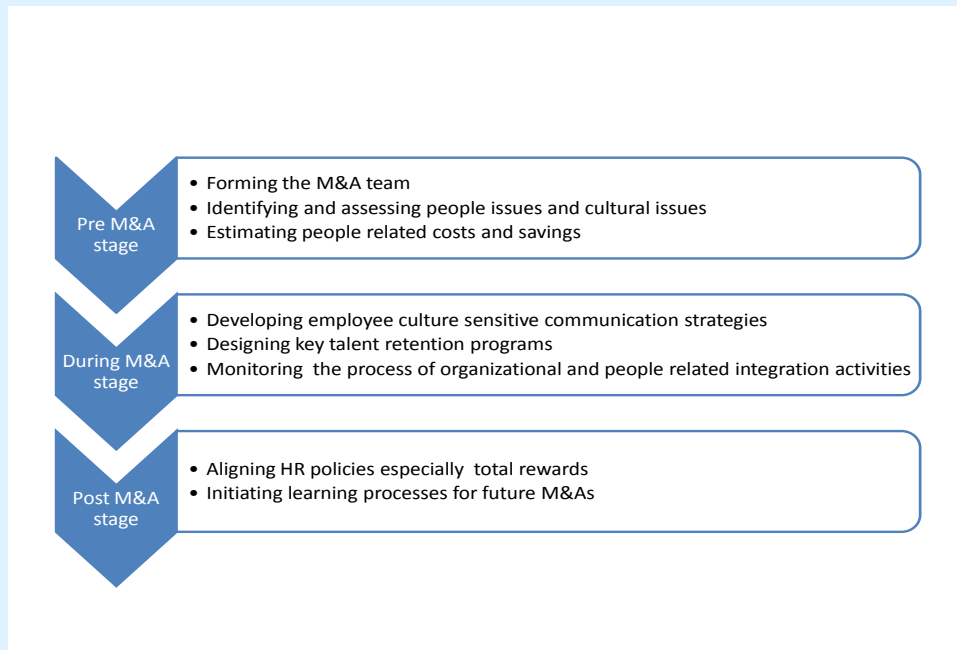 Pre M&A
stage
• Forming the M&A team
• Identifying and assessing people issues and cultural issues
• Estimating people related costs and savings
During M&A
stage
• Developing employee culture sensitive communication strategies
• Designing key talent retention programs
• Monitoring  the process of organizational and people related integration activities
Post M&A
stage
• Aligning HR policies especially  total rewards
• Initiating learning processes for future M&As